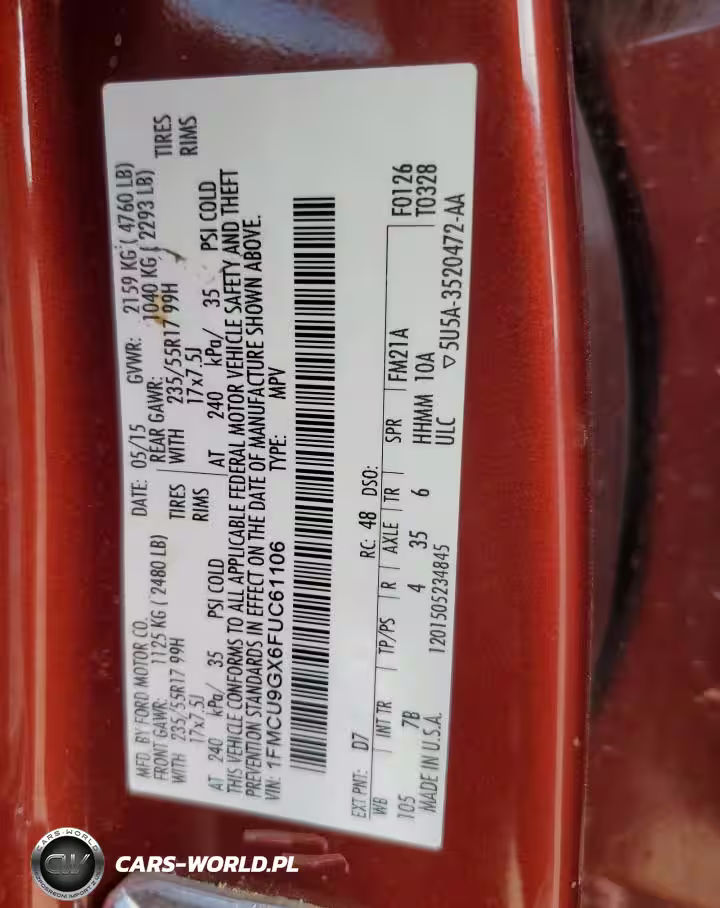 MFD. BY FORD MOTOR CO.
DATE: 05/15
GVWR: 2159 KG ( 4760 LB)
FRONT GAWR: 1125 KG ( 2480 LB)
REAR GAWR: 1040 KG ( 2293 LB)
WITH 235/55R17 99H TIRES
WITH 235/55R17 99H TIRES
17x7.5J RIMS
17x7.5J RIMS
AT 240 kPa/ 35 PSI COLD
AT 240 kPa/ 35 PSI COLD
THIS VEHICLE CONFORMS TO ALL APPLICABLE FEDERAL MOTOR VEHICLE SAFETY AND THEFT
PREVENTION STANDARDS IN EFFECT ON THE DATE OF MANUFACTURE SHOWN ABOVE.
VIN: 1FMCU9GX6FUC61106
TYPE: MPV
F0126
T0328
EXT PNT: D7 RC: 48 DSO:
WB INT TR TP/PS R AXLE TR SPR FM21A
105 7B 4 35 6 HHMM 10A
MADE IN U.S.A. 1201505234845 ULC ▽5U5A-3520472-AA
CARS-WORLD
CW
CARS-WORLD.PL